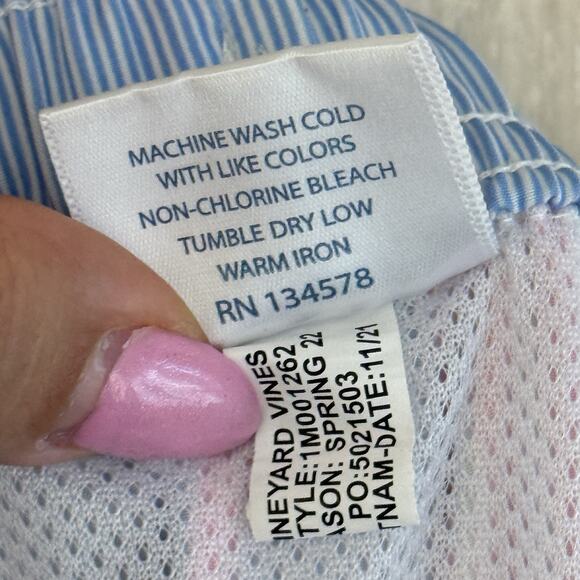 MACHINE WASH COLD
WITH LIKE COLORS
NON-CHLORINE BLEACH
TUMBLE DRY LOW
WARM IRON
RN 134578
INEYARD VINES
TYLE:1M001262
ASON: SPRING 22
PO:5021503
TNAM-DATE:11/21